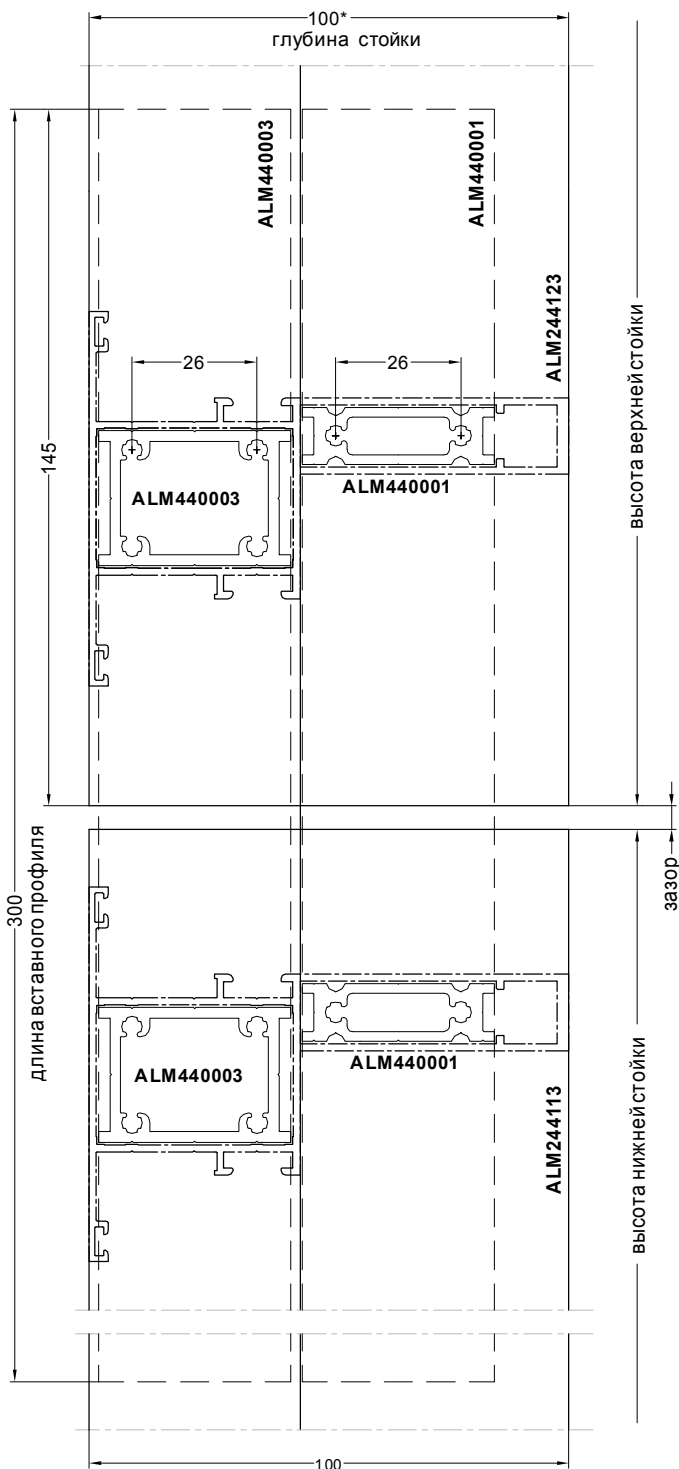 100*
глубина стойки
ALM440003
ALM440001
ALM244123
высота верхней стойки
26
26
145
ALM440003
ALM440001
зазор
300
длина вставного профиля
ALM440003
ALM440001
ALM244113
высота нижней стойки
100